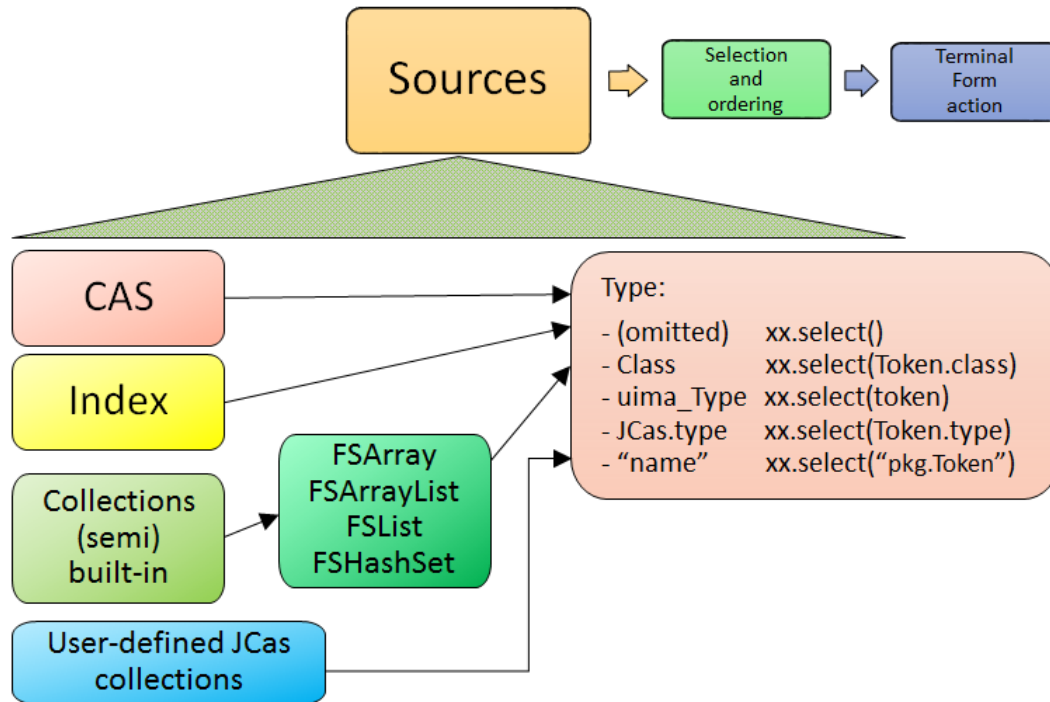 Sources
Selection
and
ordering
Terminal
Form
action
CAS
Index
Collections
(semi)
built-in
FSArray
FSArrayList
FSList
FSHashSet
User-defined JCas
collections
Type:
- (omitted) xx.select()
- Class xx.select(Token.class)
- uima_Type xx.select(token)
- JCas.type xx.select(Token.type)
- “name” xx.select(“pkg.Token”)